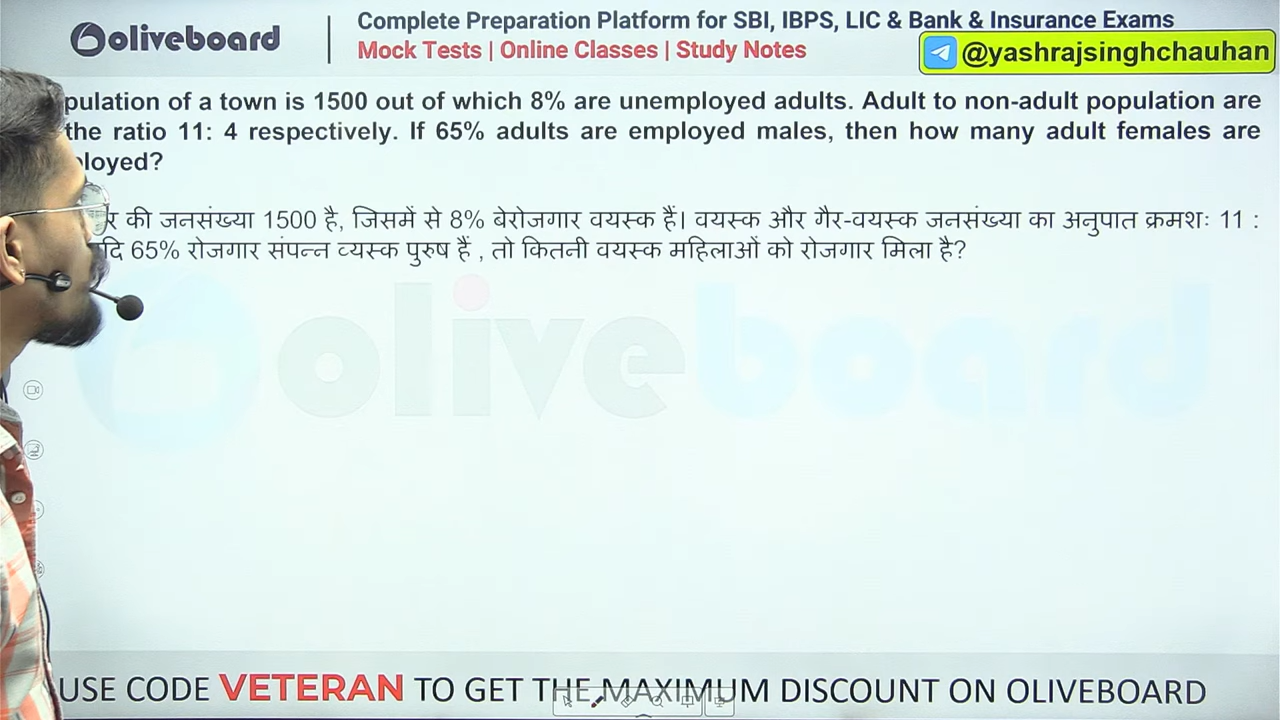 oliveboard
Complete Preparation Platform for SBI, IBPS, LIC & Bank & Insurance Exams
Mock Tests | Online Classes | Study Notes
@yashrajsinghchauhan
pulation of a town is 1500 out of which 8% are unemployed adults. Adult to non-adult population are
the ratio 11: 4 respectively. If 65% adults are employed males, then how many adult females are
ployed?
र की जनसंख्या 1500 है, जिसमें से 8% बेरोजगार वयस्क हैं। वयस्क और गैर-वयस्क जनसंख्या का अनुपात क्रमशः 11 :
दि 65% रोजगार संपन्न व्यस्क पुरुष हैं , तो कितनी वयस्क महिलाओं को रोजगार मिला है?
oliveboard
USE CODE VETERAN TO GET THE MAXIMUM DISCOUNT ON OLIVEBOARD